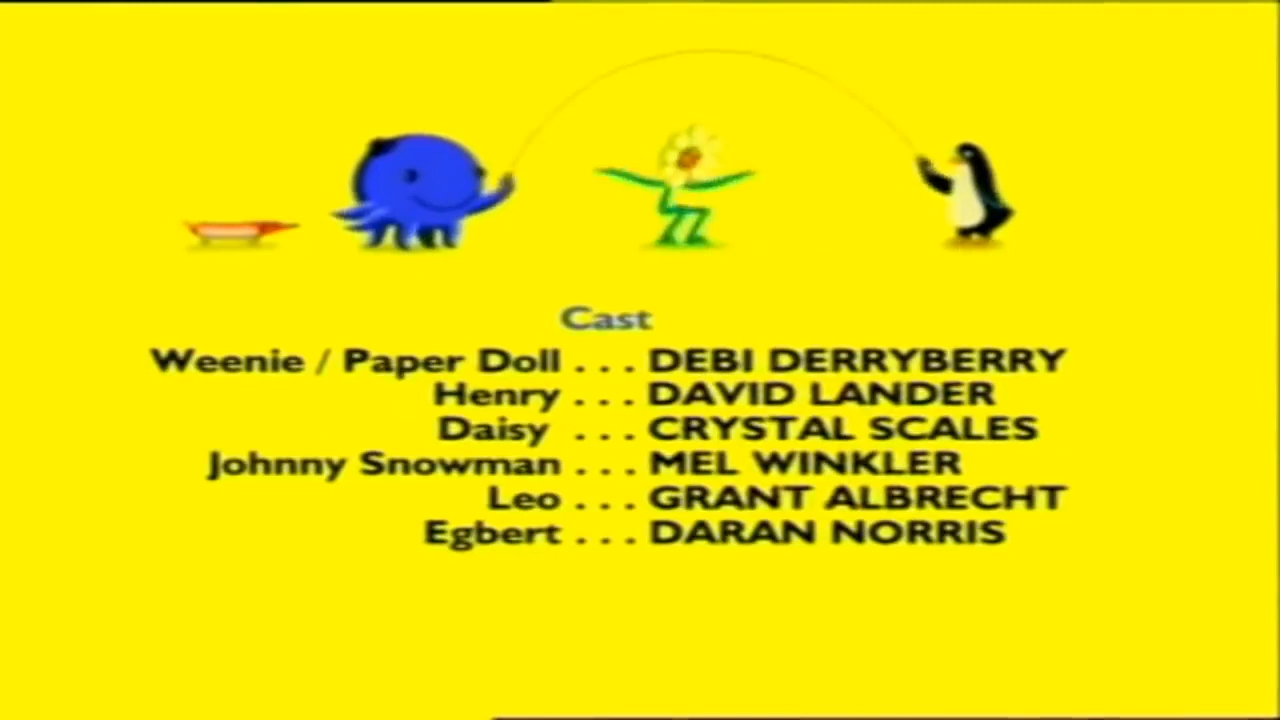 Cast
Weenie / Paper Doll . . . DEBI DERRYBERRY
Henry . . . DAVID LANDER
Daisy . . . CRYSTAL SCALES
Johnny Snowman . . . MEL WINKLER
Leo . . . GRANT ALBRECHT
Egbert . . . DARAN NORRIS